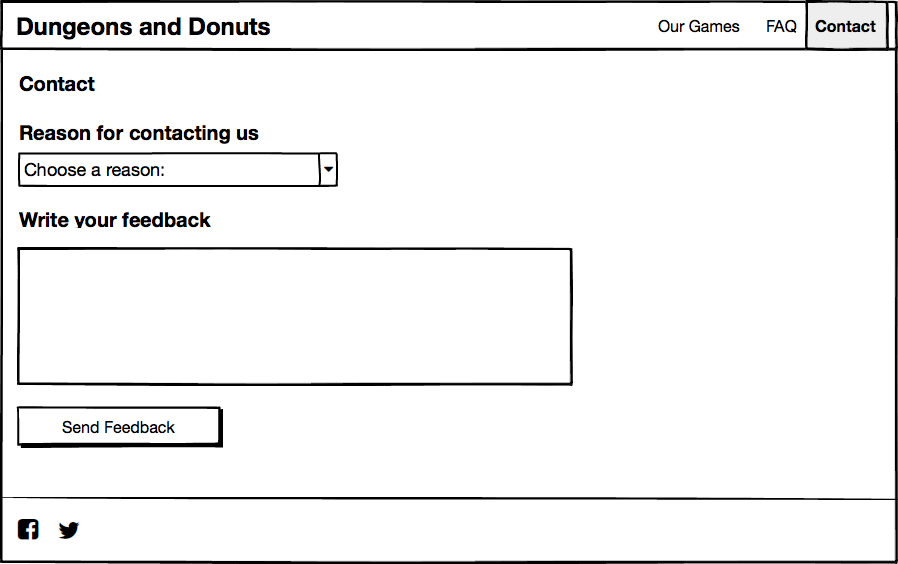 Dungeons and Donuts
Our Games
FAQ
Contact
Contact
Reason for contacting us
Choose a reason:
Write your feedback
Send Feedback